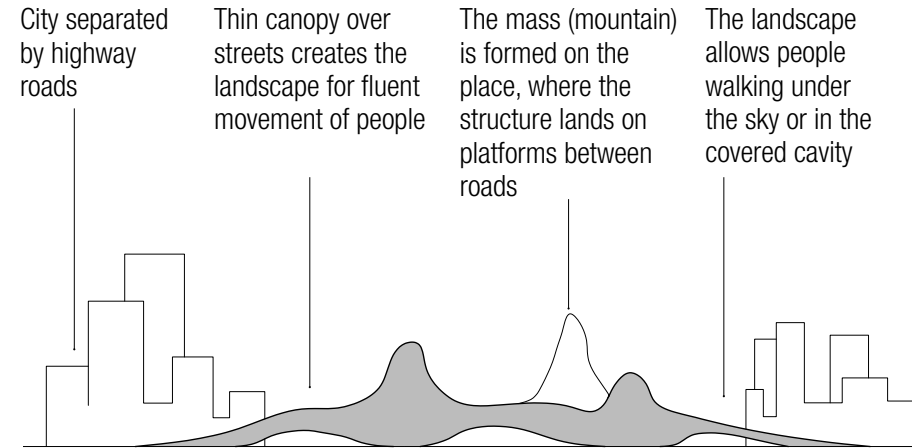 City separated
by highway
roads
Thin canopy over
streets creates the
landscape for fluent
movement of people
The mass (mountain)
is formed on the
place, where the
structure lands on
platforms between
roads
The landscape
allows people
walking under
the sky or in the
covered cavity